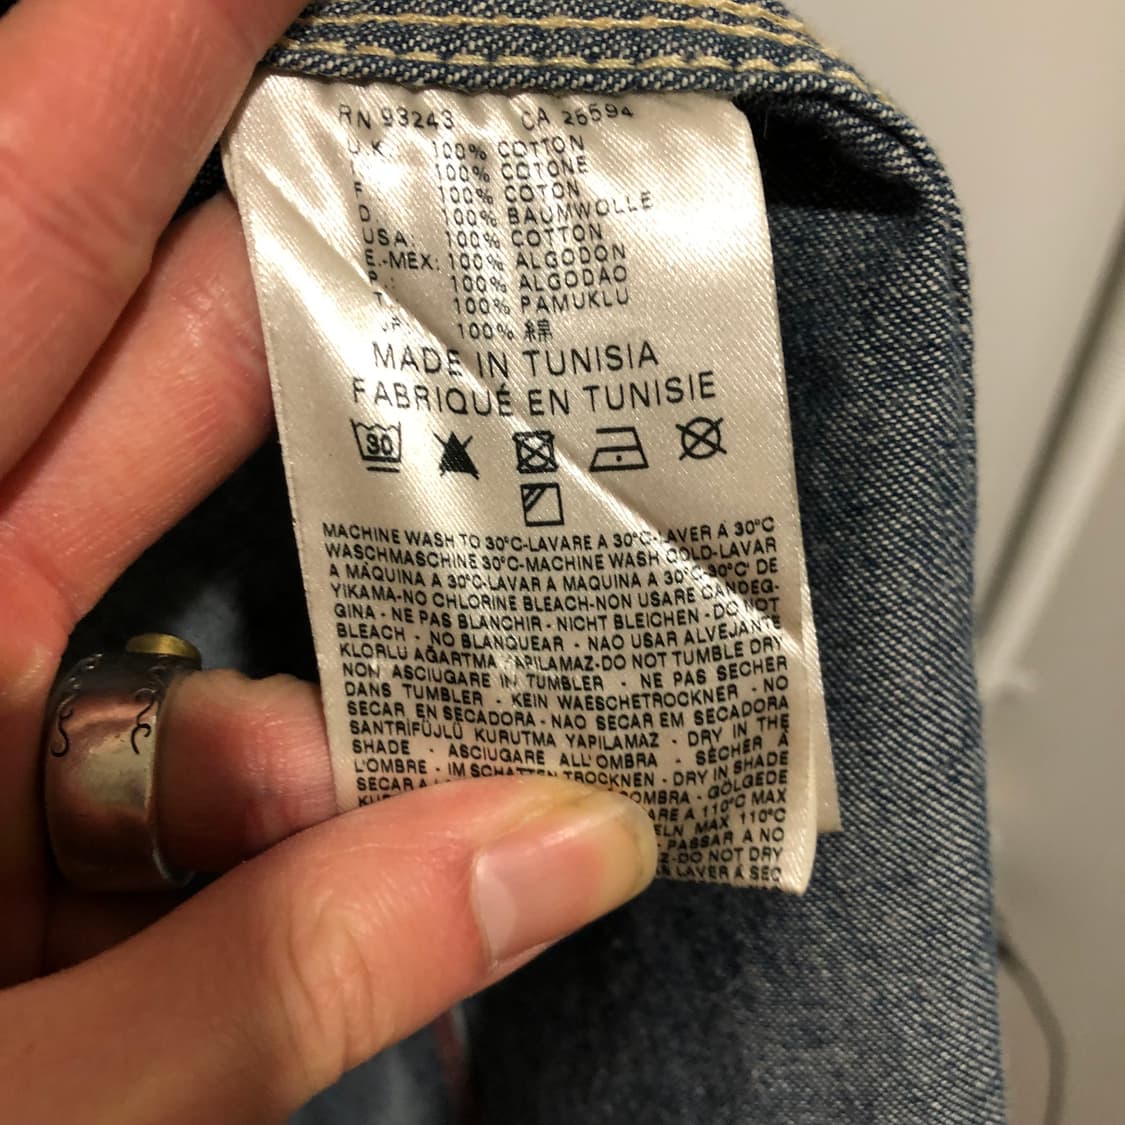 RN 93243 CA 26594
U.K. 100% COTTON
100% COTONE
F 100% COTON
D. 100% BAUMWOLLE
USA: 100% COTTON
E.-MEX: 100% ALGODON
P.: 100% ALGODAO
T 100% PAMUKLU
JP: 100% 綿
MADE IN TUNISIA
FABRIQUÉ EN TUNISIE
30
MACHINE WASH TO 30°C-LAVARE A 30°C-LAVER A 30°C
WASCHMASCHINE 30°C-MACHINE WASH COLD-LAVAR
A MÁQUINA A 30°C-LAVAR A MAQUINA A 30°C-30°C' DE
YIKAMA-NO CHLORINE BLEACH-NON USARE CANDEG-
GINA - NE PAS BLANCHIR - NICHT BLEICHEN - DO NOT
BLEACH - NO BLANQUEAR - NAO USAR ALVEJANTE
KLORLU AĞARTMA YAPILAMAZ-DO NOT TUMBLE DRY
NON ASCIUGARE IN TUMBLER - NE PAS SECHER
DANS TUMBLER - KEIN WAESCHETROCKNER - NO
SECAR EN SECADORA - NAO SECAR EM SECADORA
SANTRİFÜJLÜ KURUTMA YAPILAMAZ - DRY IN THE
SHADE - ASCIUGARE ALL'OMBRA - SÉCHER À
L'OMBRE - IM SCHATTEN TROCKNEN - DRY IN SHADE
SECAR A OMBRA - GÖLGEDE
A 110°C MAX
MAX 110°C
- PASSAR A NO
-DO NOT DRY
LAVER A SEC